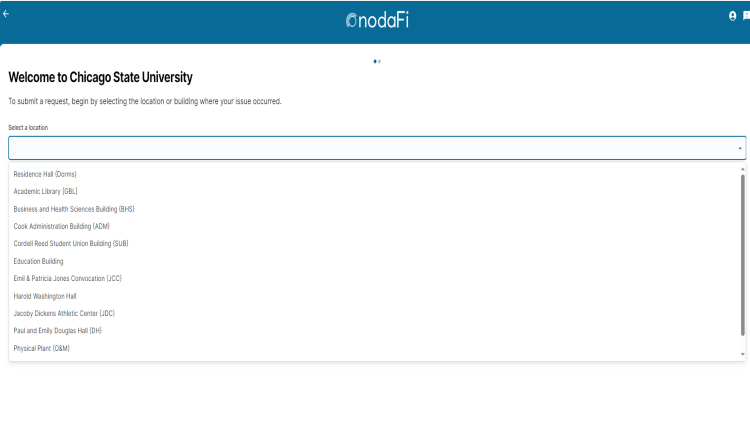 nodaFi
Welcome to Chicago State University
To submit a request, begin by selecting the location or building where your issue occurred.
Select a location
Residence Hall (Dorms)
Academic Library [GBL]
Business and Health Sciences Building (BHS)
Cook Administration Building (ADM)
Cordell Reed Student Union Building (SUB)
Education Building
Emil & Patricia Jones Convocation (JCC)
Harold Washington Hall
Jacoby Dickens Athletic Center (JDC)
Paul and Emily Douglas Hall (DH)
Physical Plant (O&M)